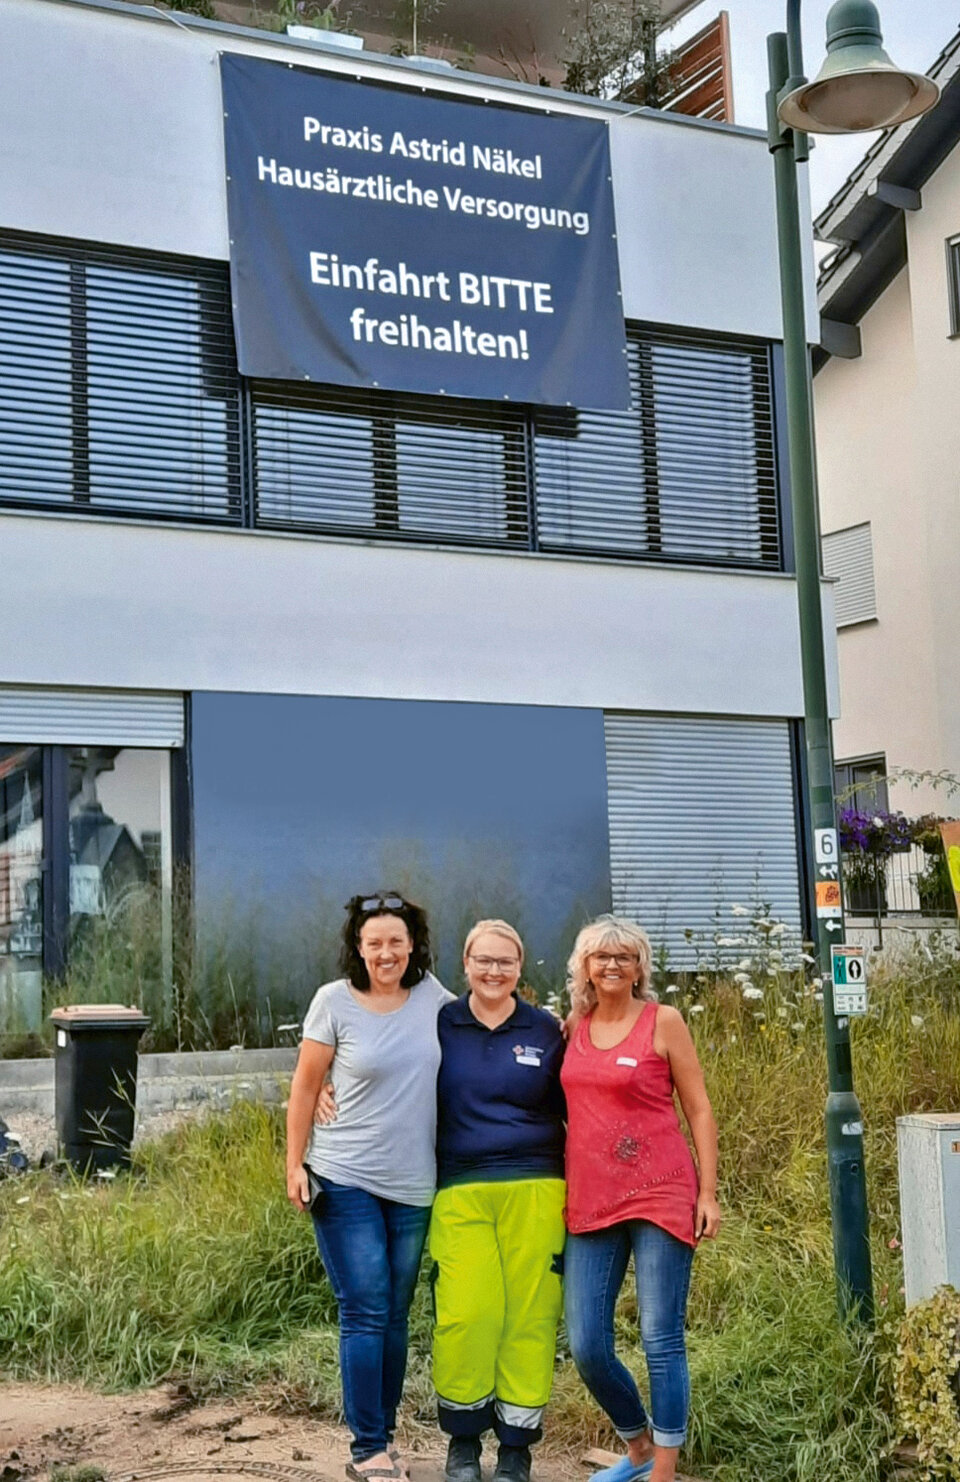 Praxis Astrid Näkel
Hausärztliche Versorgung
Einfahrt BITTE
freihalten!
6